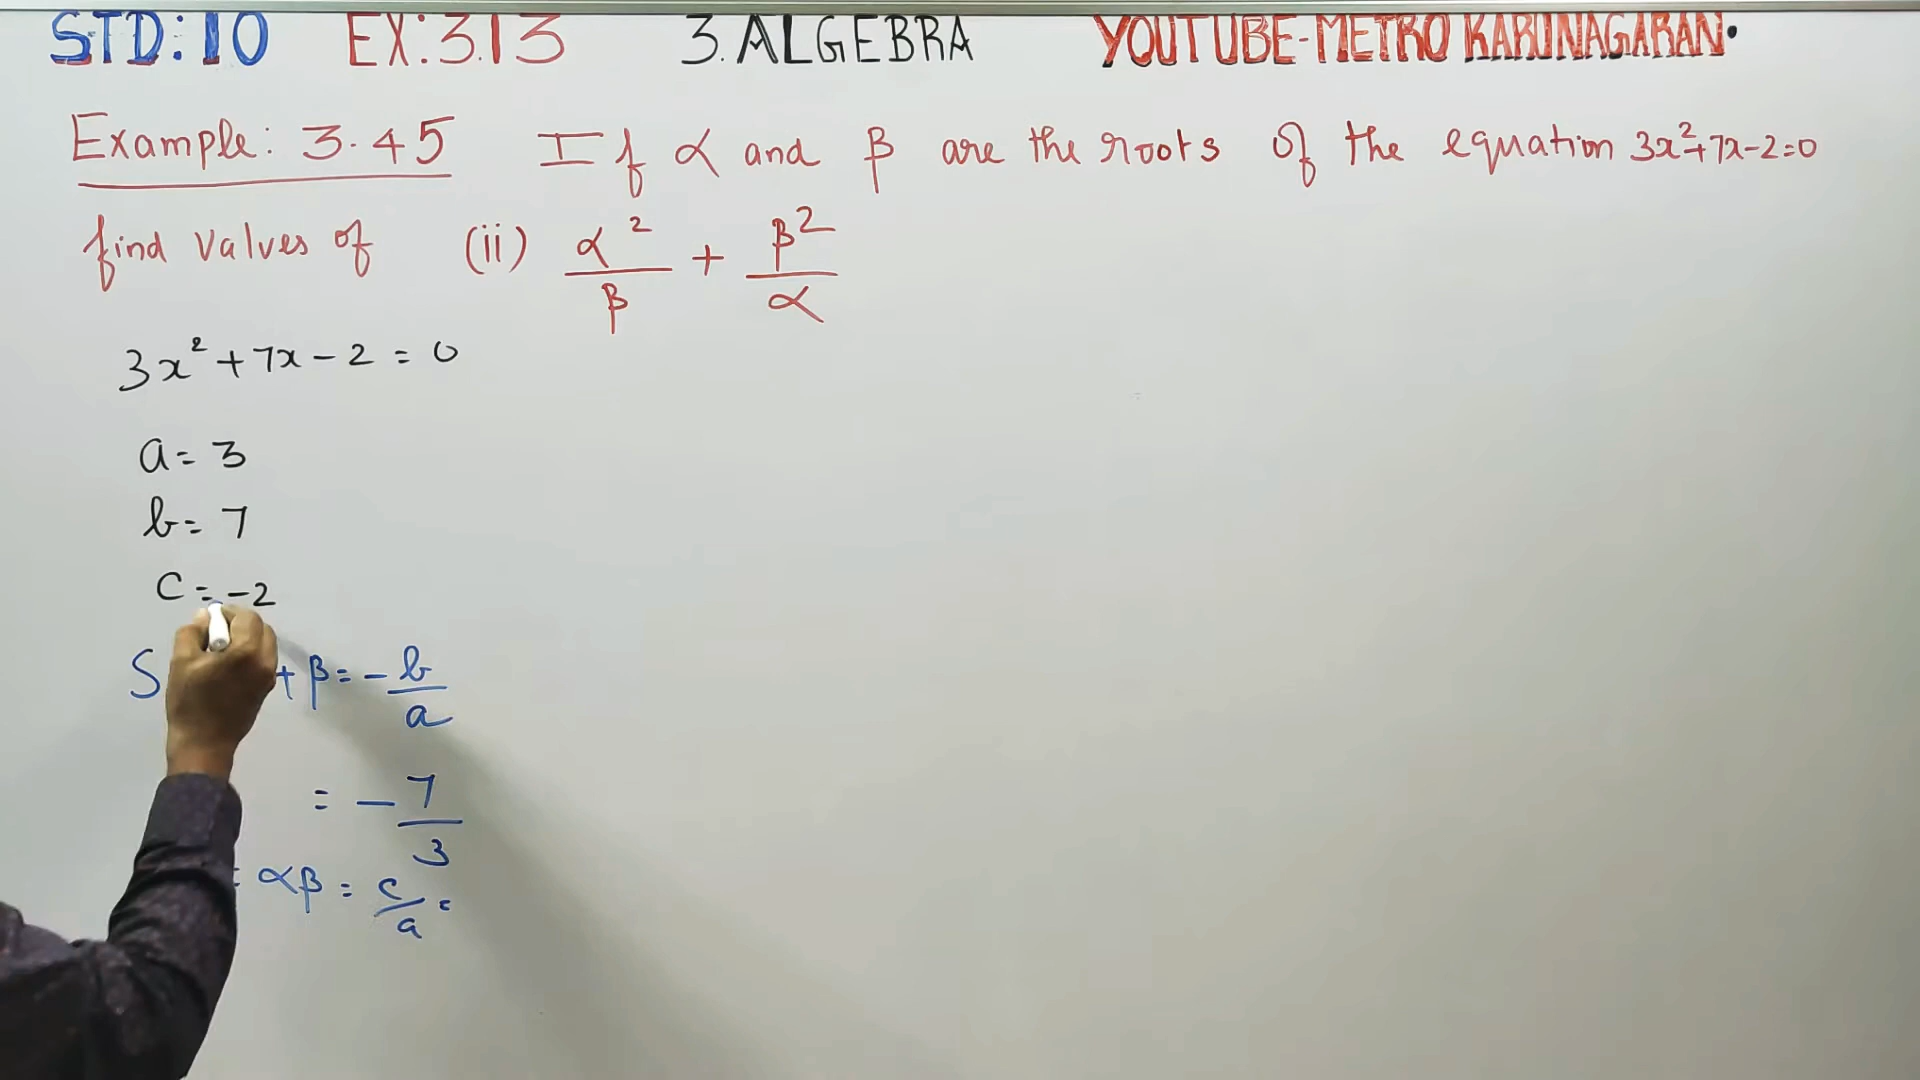 STD: 10 EX: 3.13 3. ALGEBRA YOUTUBE-METRO KARUNAGARAN.
Example: 3.45 If α and β are the roots of the equation 3x²+7x-2=0
find valves of (ii) α²/β + β²/α
3x² + 7x - 2 = 0
a = 3
b = 7
c = -2
S + β = - b/a
= - 7/3
= αβ = c/a =